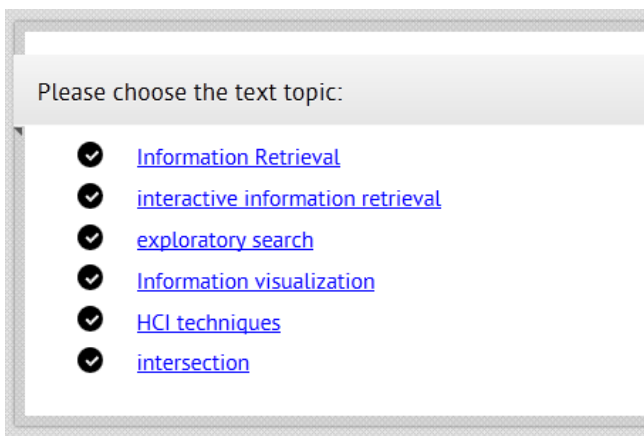 Please choose the text topic:
Information Retrieval
interactive information retrieval
exploratory search
Information visualization
HCI techniques
intersection